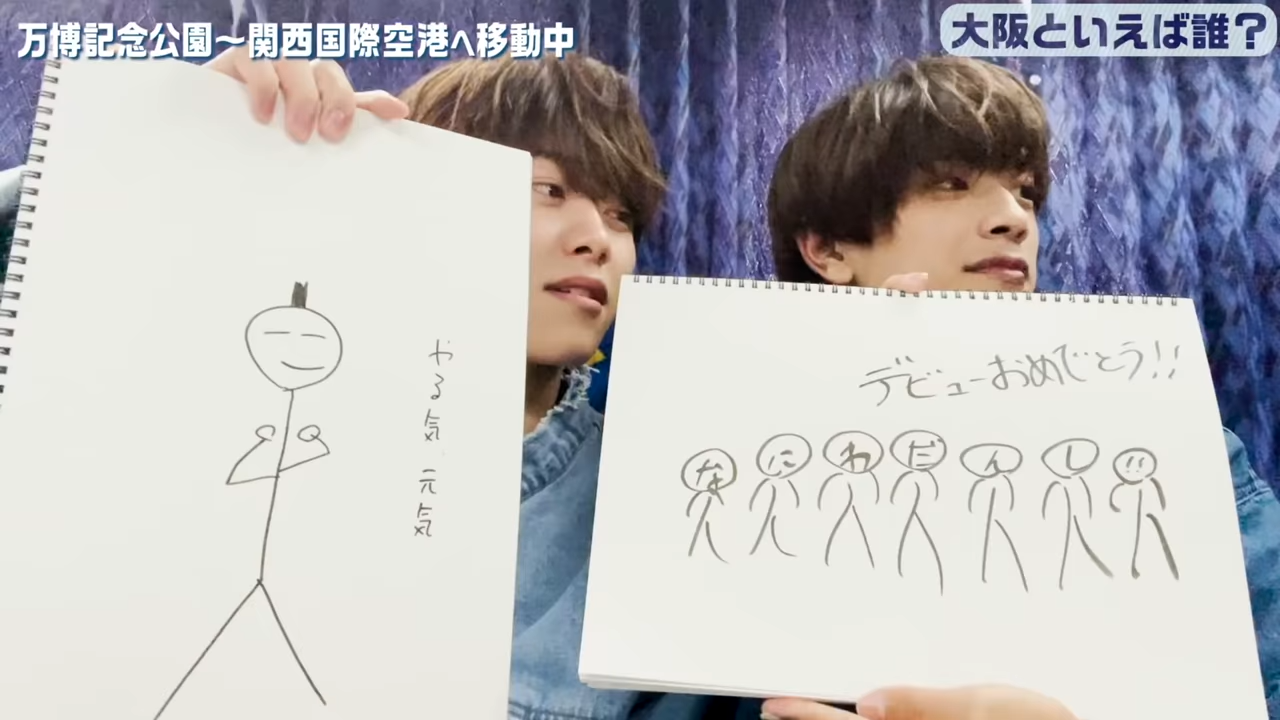 万博記念公園～関西国際空港へ移動中
大阪といえば誰？
やる気、元気
デビューおめでとう!!
なにわだんし!!